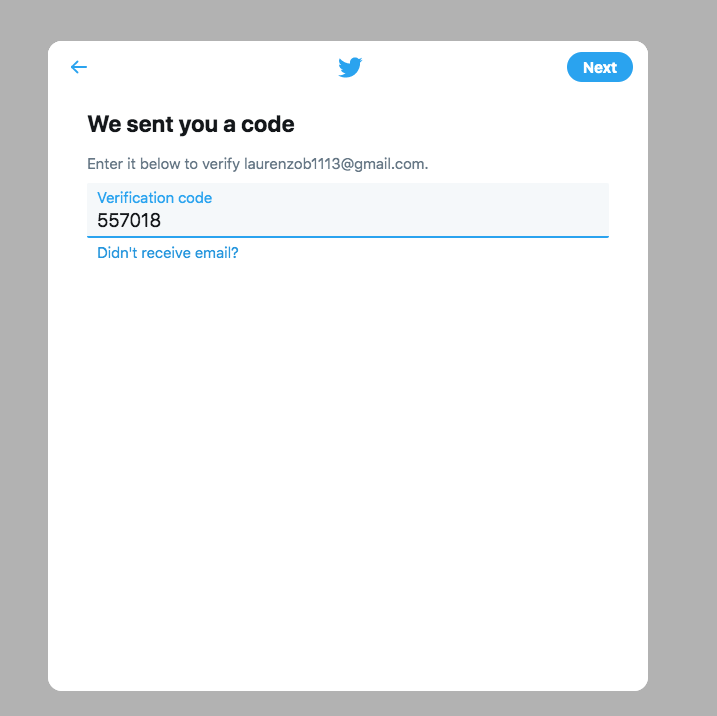 Next
We sent you a code
Enter it below to verify laurenzob1113@gmail.com.
Verification code
557018
Didn't receive email?